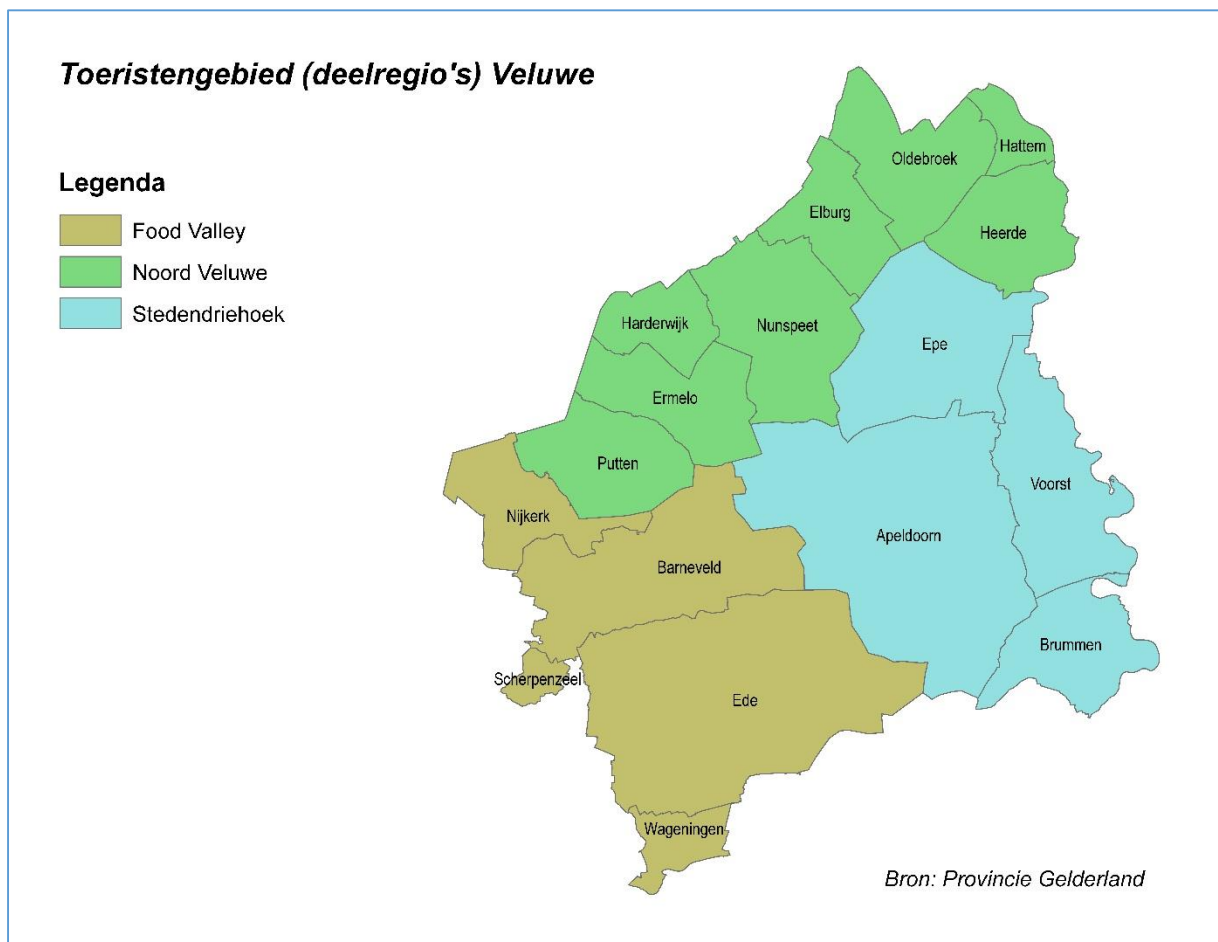 Toeristengebied (deelregio's) Veluwe
Legenda
Food Valley
Noord Veluwe
Stedendriehoek
Oldebroek
Hattem
Elburg
Heerde
Harderwijk
Nunspeet
Epe
Ermelo
Putten
Voorst
Nijkerk
Apeldoorn
Barneveld
Brummen
Scherpenzeel
Ede
Wageningen
Bron: Provincie Gelderland